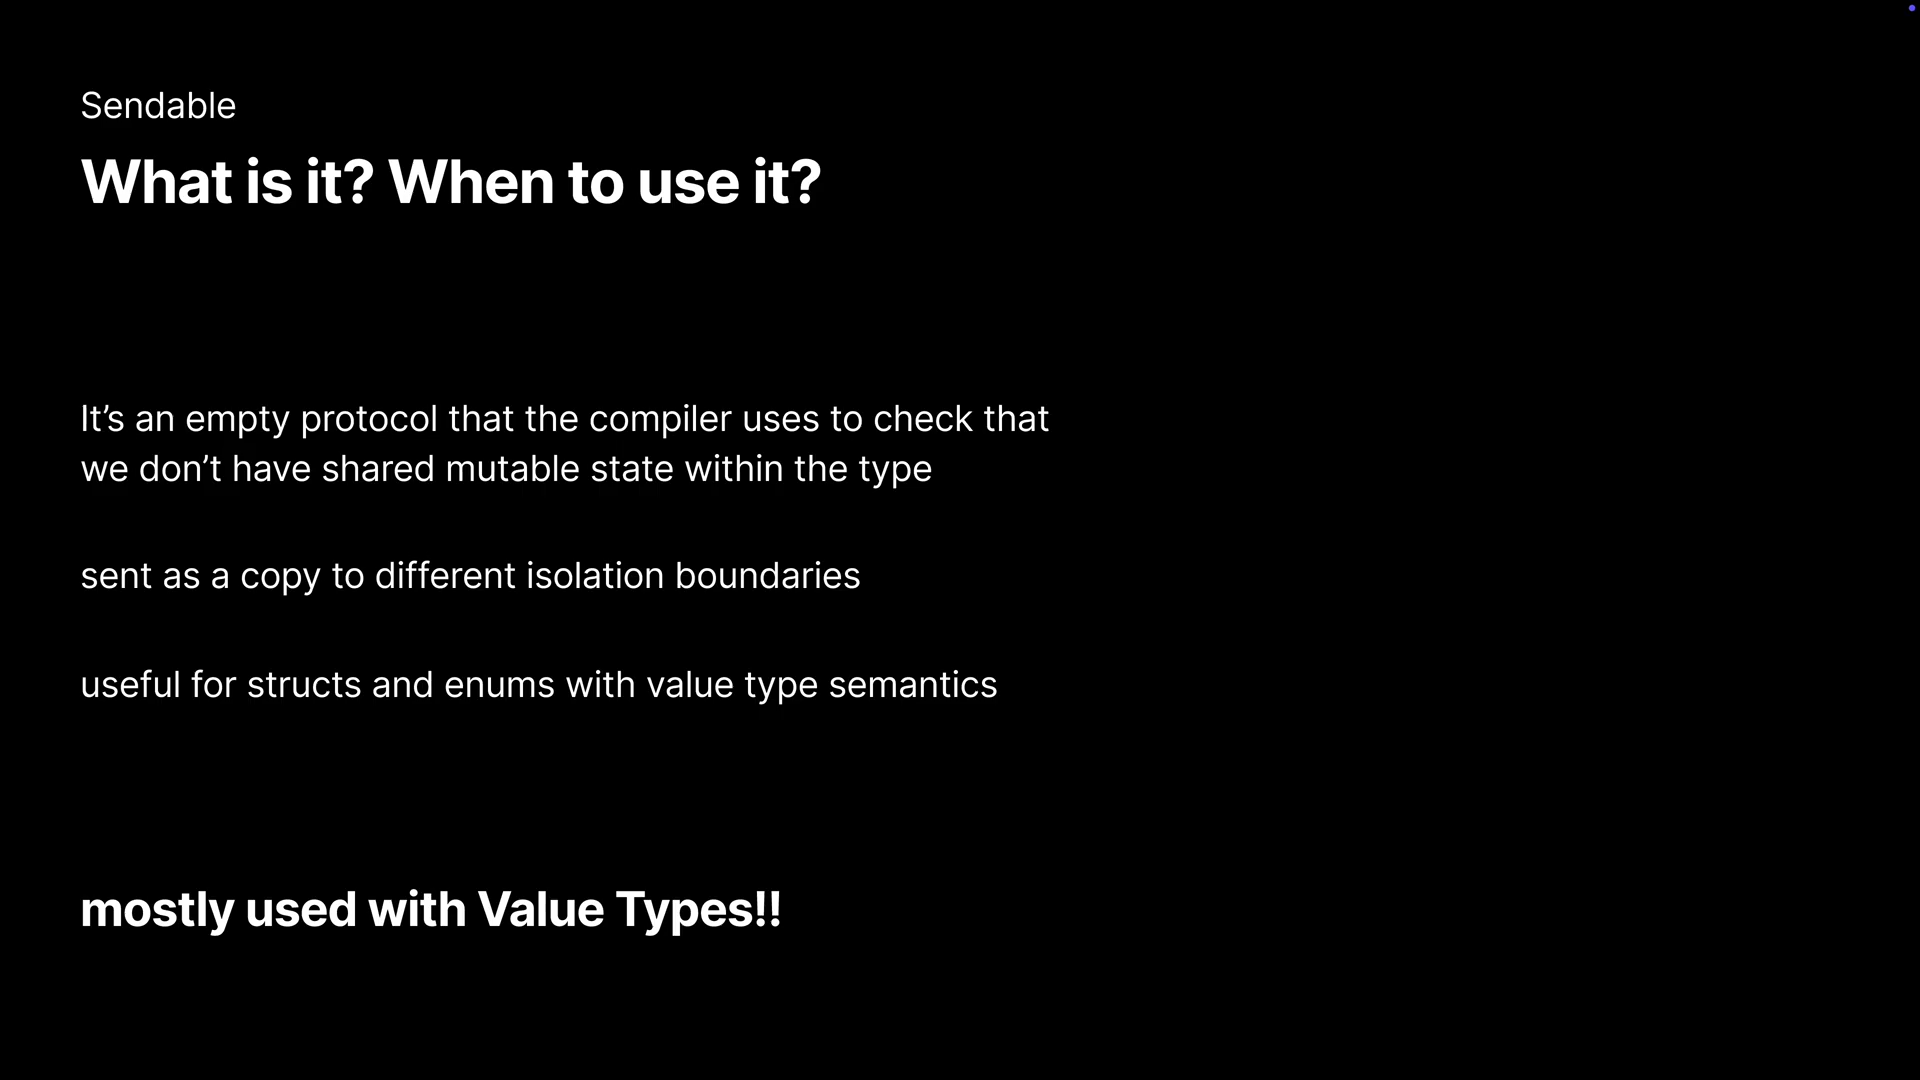 Sendable
What is it? When to use it?
It’s an empty protocol that the compiler uses to check that
we don’t have shared mutable state within the type
sent as a copy to different isolation boundaries
useful for structs and enums with value type semantics
mostly used with Value Types!!